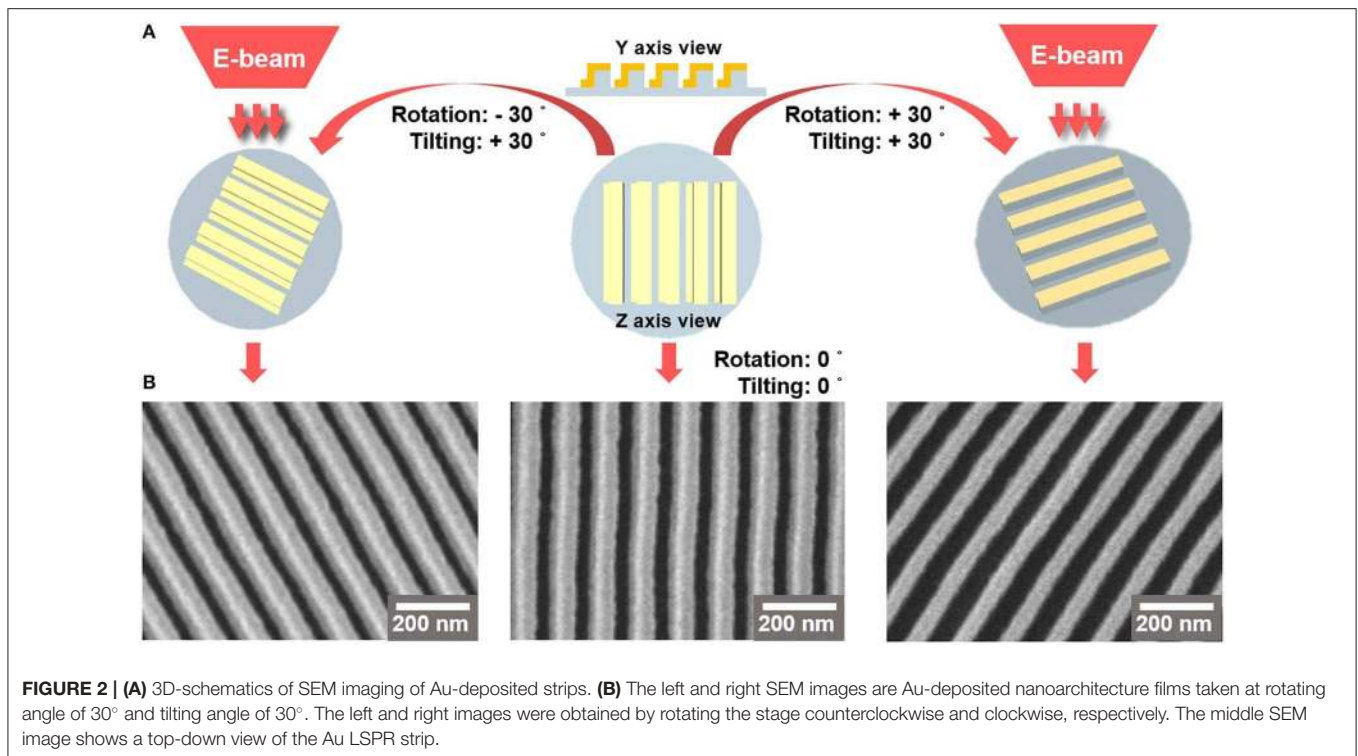 A
E-beam
Y axis view
E-beam
Rotation: - 30 °
Tilting: + 30 °
Rotation: + 30 °
Tilting: + 30 °
Z axis view
Rotation: 0 °
Tilting: 0 °
B
200 nm
200 nm
200 nm
FIGURE 2 | (A) 3D-schematics of SEM imaging of Au-deposited strips. (B) The left and right SEM images are Au-deposited nanoarchitecture films taken at rotating
angle of 30° and tilting angle of 30°. The left and right images were obtained by rotating the stage counterclockwise and clockwise, respectively. The middle SEM
image shows a top-down view of the Au LSPR strip.